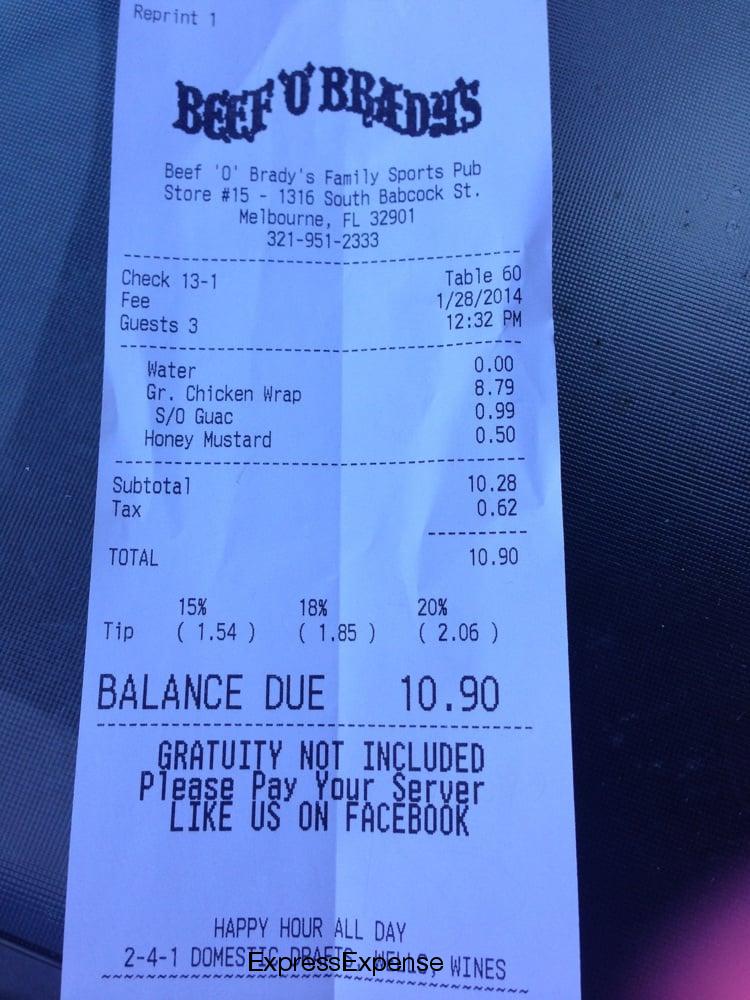 Reprint 1
BEEF 'O' BRADY'S
Beef 'O' Brady's Family Sports Pub
Store #15 - 1316 South Babcock St.
Melbourne, FL 32901
321-951-2333
Check 13-1 Table 60
Fee 1/28/2014
Guests 3 12:32 PM
Water 0.00
Gr. Chicken Wrap 8.79
S/O Guac 0.99
Honey Mustard 0.50
Subtotal 10.28
Tax 0.62
TOTAL 10.90
15% 18% 20%
Tip ( 1.54 ) ( 1.85 ) ( 2.06 )
BALANCE DUE 10.90
GRATUITY NOT INCLUDED
Please Pay Your Server
LIKE US ON FACEBOOK
HAPPY HOUR ALL DAY
2-4-1 DOMESTIC DRAFTS, WELLS, WINES
ExpressExpense